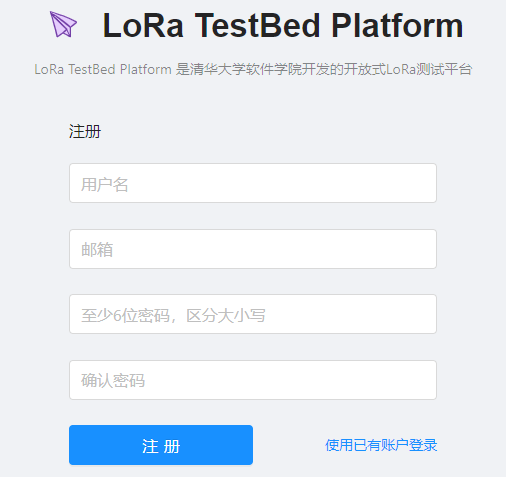 LoRa TestBed Platform
LoRa TestBed Platform 是清华大学软件学院开发的开放式LoRa测试平台
注册
用户名
邮箱
至少6位密码，区分大小写
确认密码
注 册
使用已有账户登录